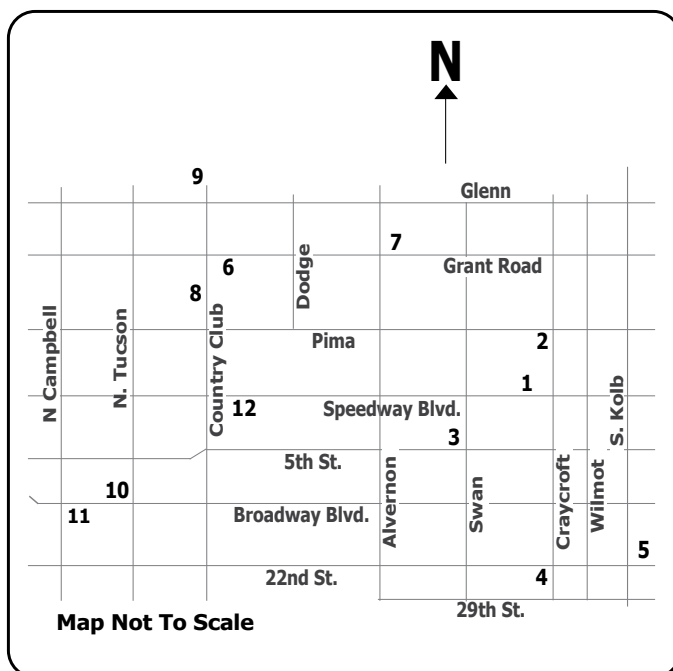 N
9
Glenn
7
6
Grant Road
Dodge
8
Pima
2
N Campbell
N. Tucson
Country Club
1
12
Speedway Blvd.
S. Kolb
3
5th St.
10
11
Broadway Blvd.
Alvernon
Swan
Craycroft
Wilmot
5
22nd St.
4
29th St.
Map Not To Scale